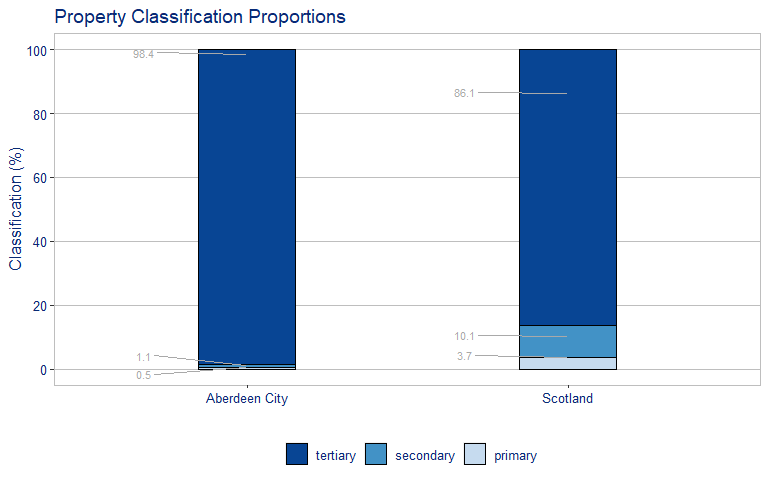 Property Classification Proportions
Classification (%)
100
80
60
40
20
0
98.4
1.1
0.5
86.1
10.1
3.7
Aberdeen City
Scotland
tertiary
secondary
primary